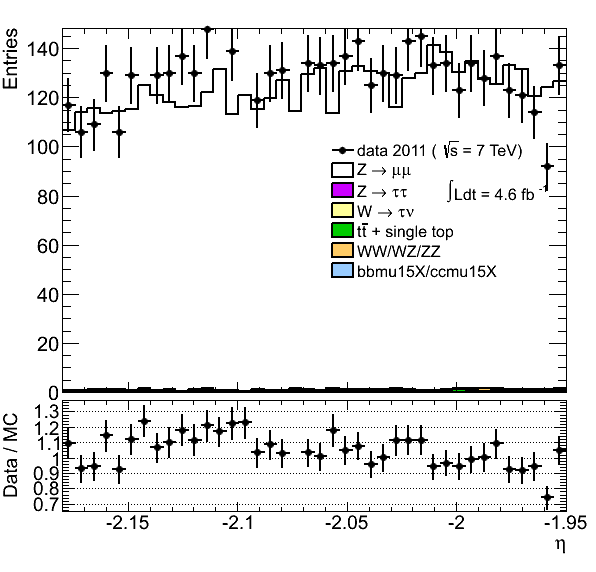 Entries
140
120
100
80
60
40
20
0
data 2011 ( √s = 7 TeV)
Z → μμ
Z → ττ
∫Ldt = 4.6 fb⁻¹
W → τν
tt̅ + single top
WW/WZ/ZZ
bbmu15X/ccmu15X
Data / MC
1.3
1.2
1.1
1
0.9
0.8
0.7
-2.15 -2.1 -2.05 -2 -1.95
η